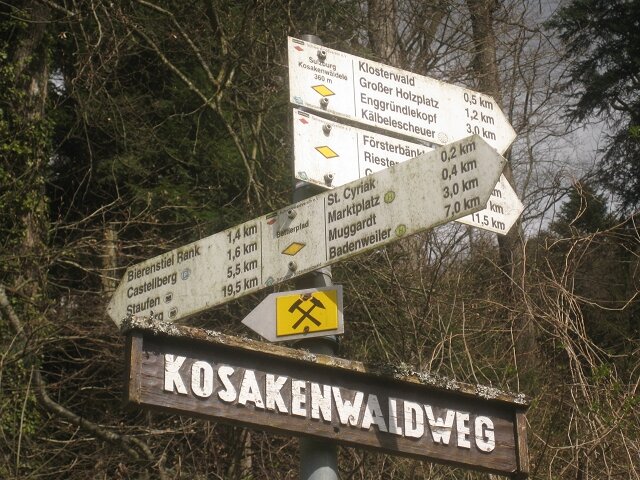 Sulzburg
Kosakenwäldele
360 m
Klosterwald 0,5 km
Großer Holzplatz 1,2 km
Enggründlekopf 3,0 km
Kälbelescheuer
Försterbänk
Riester
11,5 km
St. Cyriak 0,2 km
Marktplatz 0,4 km
Muggardt 3,0 km
Badenweiler 7,0 km
Bierenstiel Rank 1,4 km
Castellberg 1,6 km
Staufen 5,5 km
19,5 km
KOSAKENWALDWEG